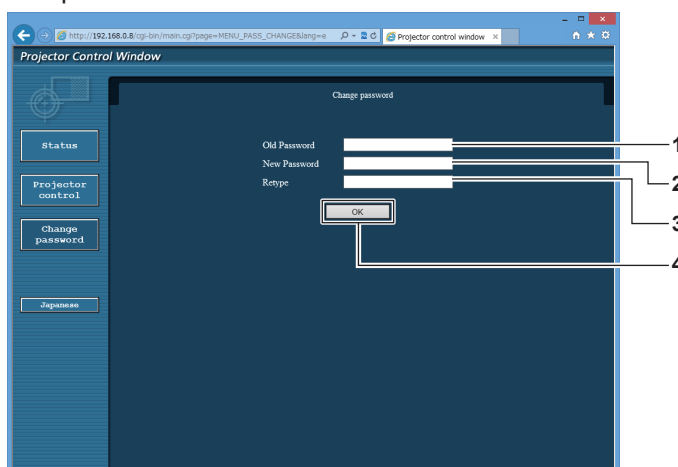 http://192.168.0.8/cgi-bin/main.cgi?page=MENU_PASS_CHANGE&lang=e
Projector control window
Projector Control Window
Change password
Status
Projector
control
Change
password
Japanese
Old Password
New Password
Retype
OK
1
2
3
4